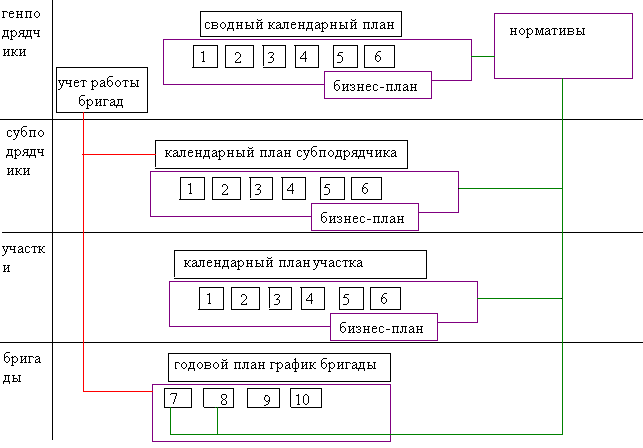 генпо
дрядч
ики
сводный календарный план
1 2 3 4 5 6
бизнес-план
нормативы
учет работы
бригад
субпо
дрядч
ики
календарный план субподрядчика
1 2 3 4 5 6
бизнес-план
участк
и
календарный план участка
1 2 3 4 5 6
бизнес-план
брига
ды
годовой план график бригады
7 8 9 10